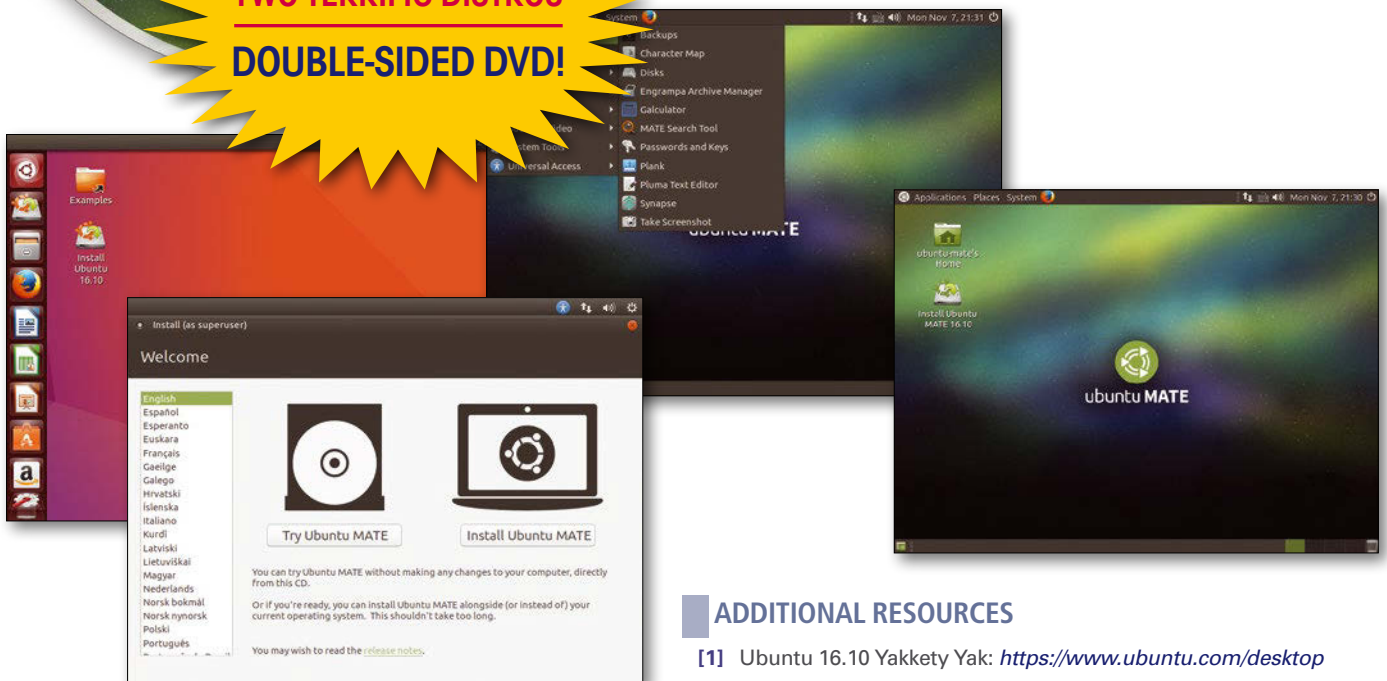 TWO TERRIFIC DISTROS
DOUBLE-SIDED DVD!
System
Mon Nov 7, 21:31
Backups
Character Map
Disks
Engrampa Archive Manager
Galculator
MATE Search Tool
Passwords and Keys
Plank
Pluma Text Editor
Synapse
Take Screenshot
System Tools
Universal Access
ubuntu MATE
Examples
Install
Ubuntu
16.10
a
Applications Places System
Mon Nov 7, 21:30
ubuntu-mate's
Home
Install Ubuntu
MATE 16.10
ubuntu MATE
Install (as superuser)
Welcome
English
Español
Esperanto
Euskara
Français
Gaeilge
Galego
Hrvatski
Íslenska
Italiano
Kurdî
Latviski
Lietuviškai
Magyar
Nederlands
Norsk bokmål
Norsk nynorsk
Polski
Português
Try Ubuntu MATE
Install Ubuntu MATE
You can try Ubuntu MATE without making any changes to your computer, directly
from this CD.
Or if you're ready, you can install Ubuntu MATE alongside (or instead of) your
current operating system. This shouldn't take too long.
You may wish to read the release notes.
ADDITIONAL RESOURCES
[1] Ubuntu 16.10 Yakkety Yak: https://www.ubuntu.com/desktop